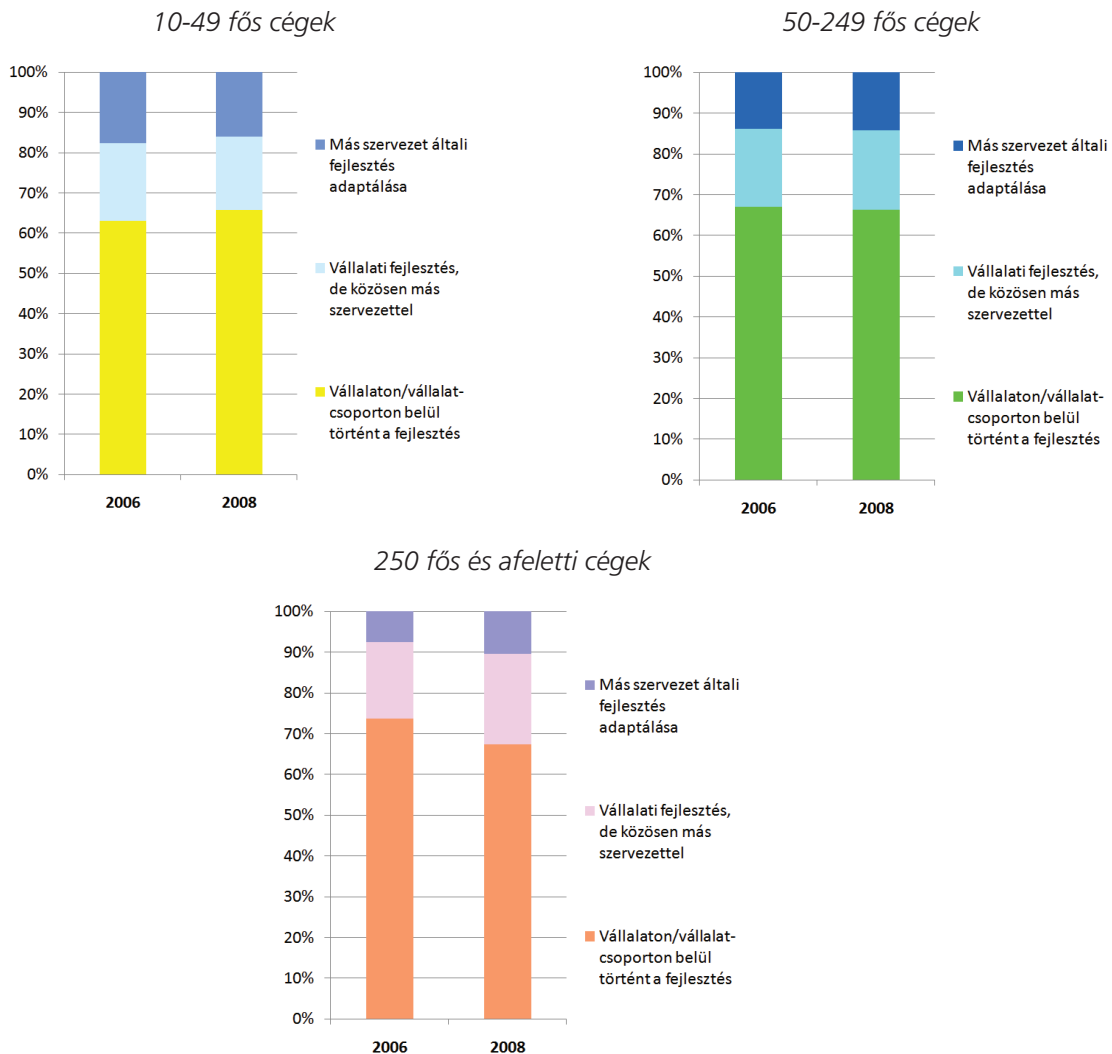 10-49 fős cégek
100%
90%
80%
70%
60%
50%
40%
30%
20%
10%
0%
2006
2008
Más szervezet általi
fejlesztés
adaptálása
Vállalati fejlesztés,
de közösen más
szervezettel
Vállalaton/vállalat-
csoporton belül
történt a fejlesztés
50-249 fős cégek
100%
90%
80%
70%
60%
50%
40%
30%
20%
10%
0%
2006
2008
Más szervezet általi
fejlesztés
adaptálása
Vállalati fejlesztés,
de közösen más
szervezettel
Vállalaton/vállalat-
csoporton belül
történt a fejlesztés
250 fős és afeletti cégek
100%
90%
80%
70%
60%
50%
40%
30%
20%
10%
0%
2006
2008
Más szervezet általi
fejlesztés
adaptálása
Vállalati fejlesztés,
de közösen más
szervezettel
Vállalaton/vállalat-
csoporton belül
történt a fejlesztés